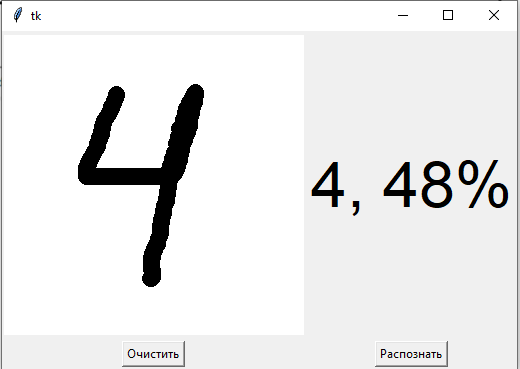 tk
4
4, 48%
Очистить
Распознать